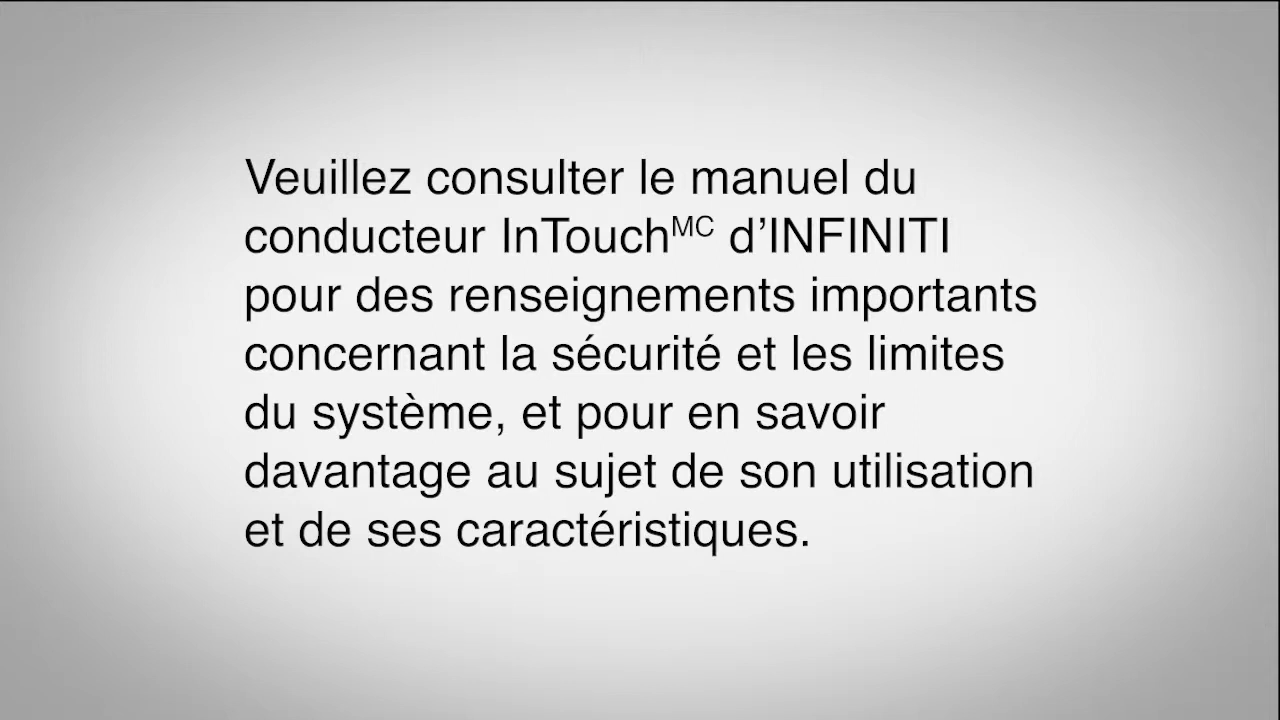 Veuillez consulter le manuel du
conducteur InTouchᴹᶜ d’INFINITI
pour des renseignements importants
concernant la sécurité et les limites
du système, et pour en savoir
davantage au sujet de son utilisation
et de ses caractéristiques.